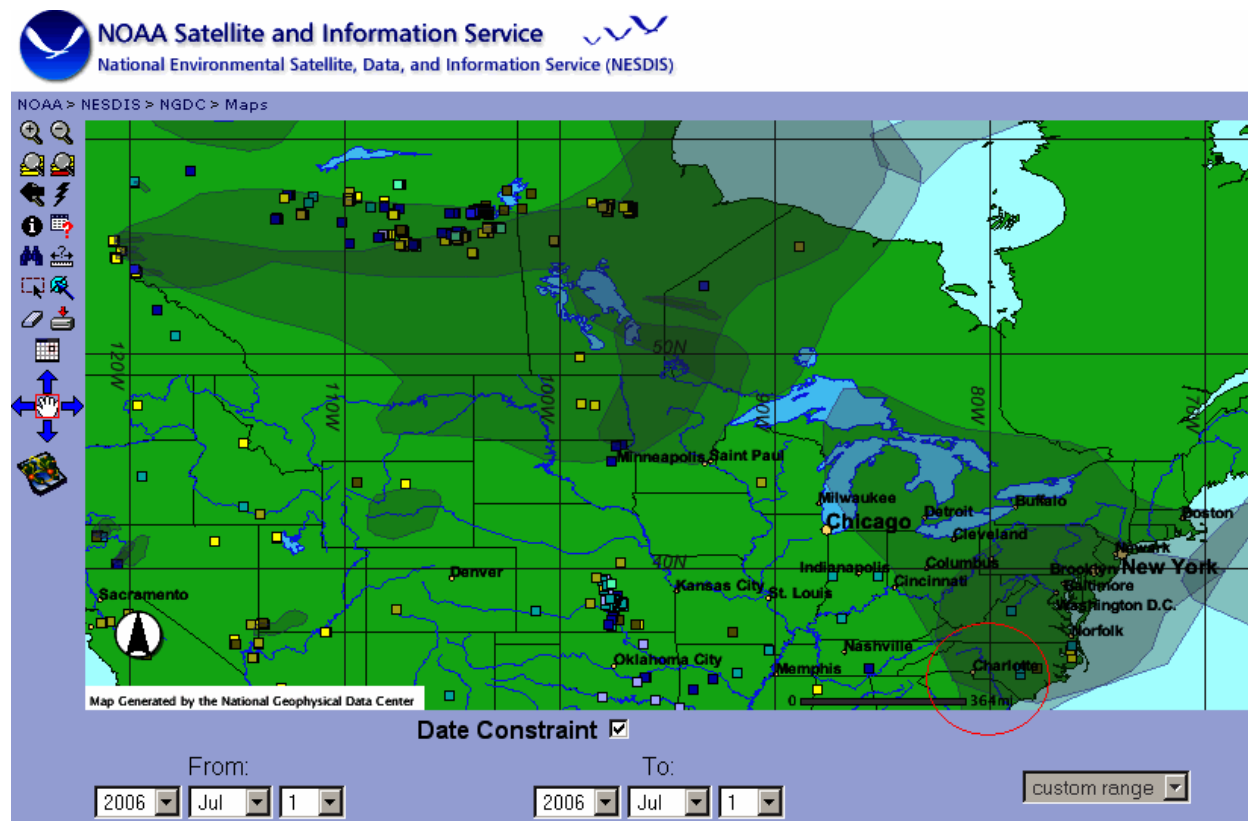 NOAA Satellite and Information Service
National Environmental Satellite, Data, and Information Service (NESDIS)
NOAA > NESDIS > NGDC > Maps
50N
120W
110W
100W
90W
80W
70W
Minneapolis Saint Paul
Milwaukee
Buffalo
Chicago
Detroit
Boston
Cleveland
Newark
40N
Indianapolis
Columbus
Brooklyn New York
Denver
Kansas City
Cincinnati
Baltimore
Sacramento
St. Louis
Washington D.C.
Norfolk
Nashville
Oklahoma City
Memphis
Charlotte
Map Generated by the National Geophysical Data Center
0 364mi
Date Constraint
From:
To:
2006 Jul 1
2006 Jul 1
custom range